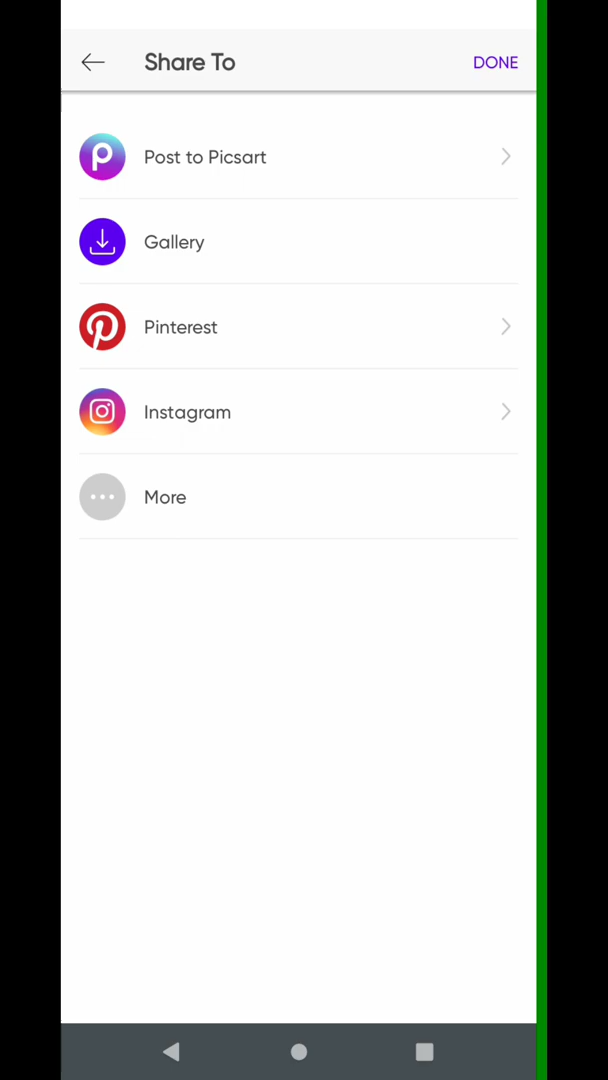 Share To
DONE
Post to Picsart
Gallery
Pinterest
Instagram
More